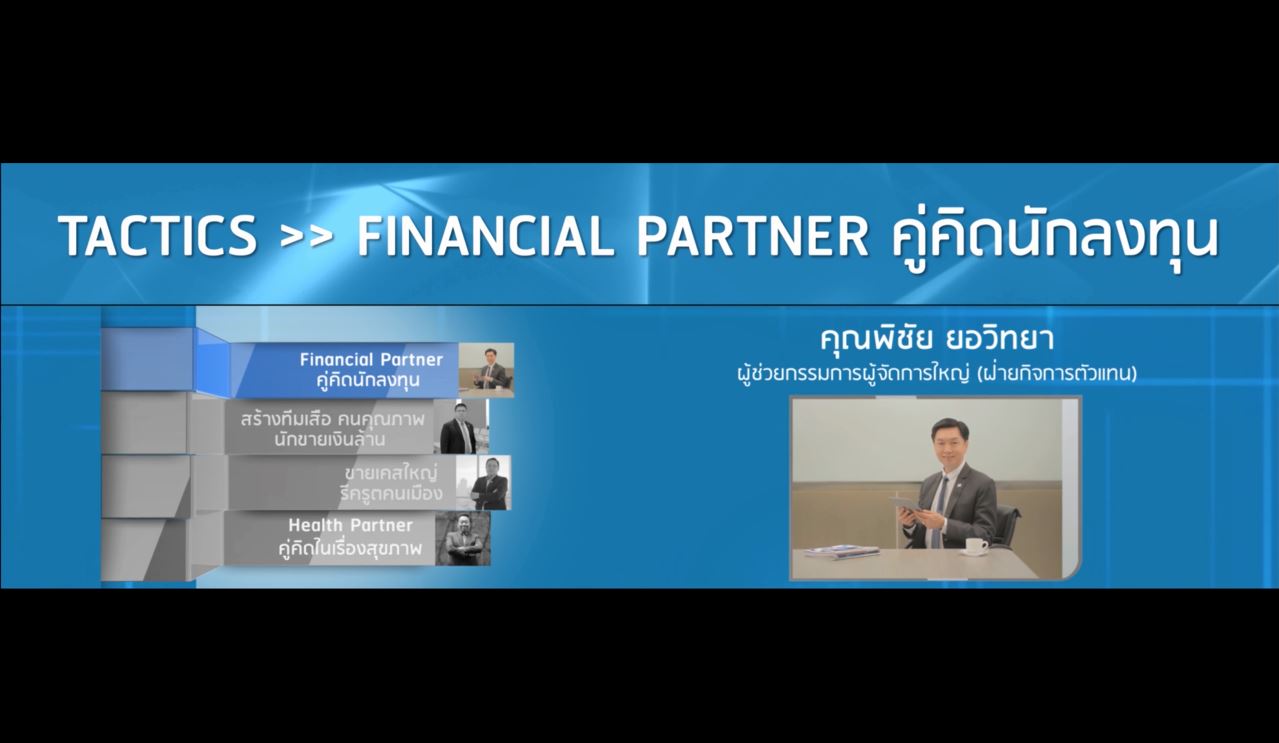 TACTICS >> FINANCIAL PARTNER คู่คิดนักลงทุน
Financial Partner
คู่คิดนักลงทุน
สร้างทีมเสือ คนคุณภาพ
นักขายเงินล้าน
ขายเคสใหญ่
รีครูตคนเมือง
Health Partner
คู่คิดในเรื่องสุขภาพ
คุณพิชัย ยอวิทยา
ผู้ช่วยกรรมการผู้จัดการใหญ่ (ฝ่ายกิจการตัวแทน)